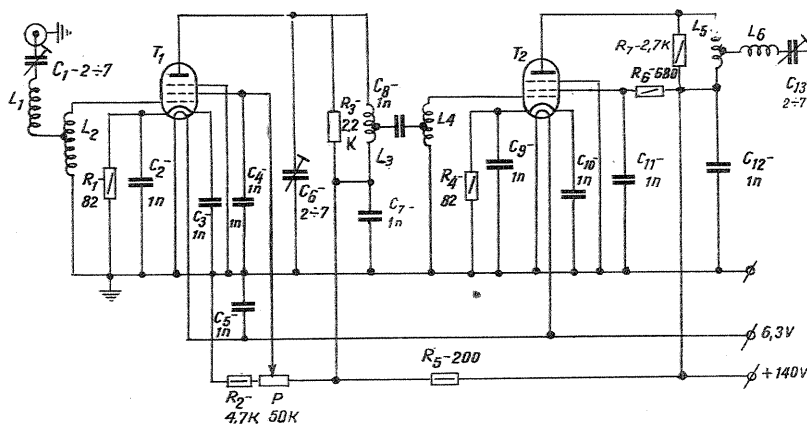 C1-2÷7
L1
L2
T1
R1-
82
C2-
1n
C3-
1n
C4-
1n
1n
C5-
1n
R2-
4,7K
P
50K
C6-
2÷7
R3-
2,2
K
C8-
1n
L3
C7-
1n
L4
R4-
82
T2
C9-
1n
C10-
1n
C11-
1n
R5-200
R6-680
R7-2,7K
L5
L6
C12-
1n
C13
2÷7
6,3V
+140V